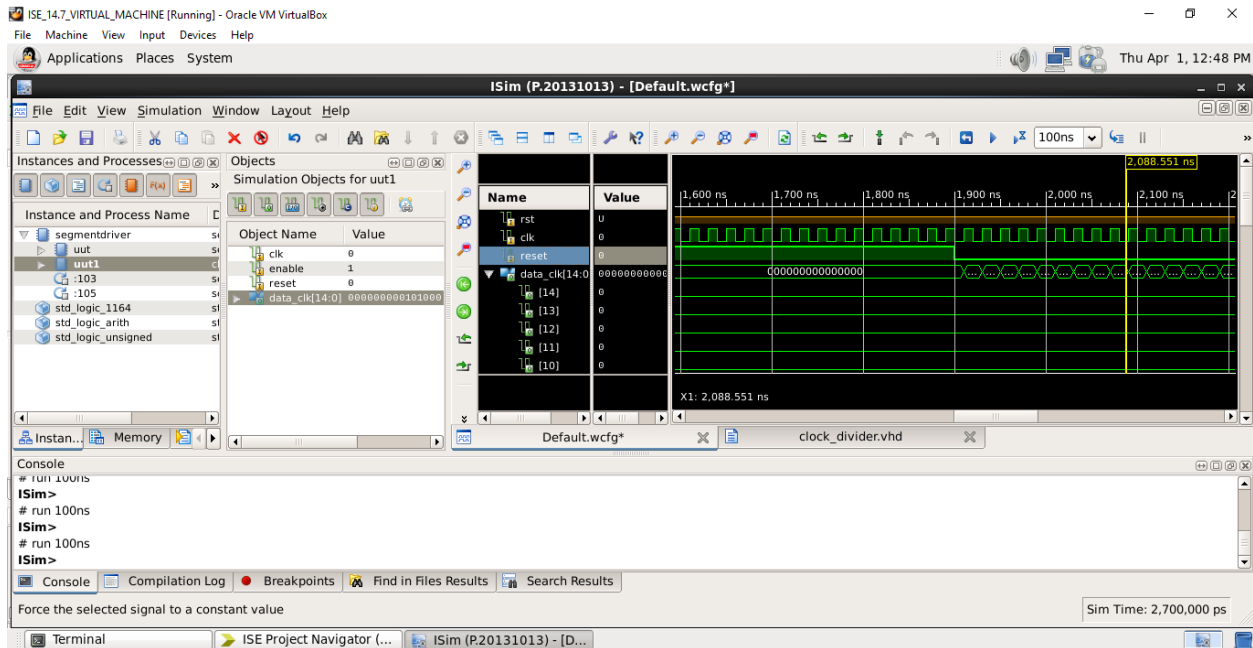 ISE_14.7_VIRTUAL_MACHINE [Running] - Oracle VM VirtualBox
File Machine View Input Devices Help
Applications Places System
Thu Apr 1, 12:48 PM
ISim (P.20131013) - [Default.wcfg*]
File Edit View Simulation Window Layout Help
100ns
Instances and Processes
F(a)
»
Instance and Process Name
segmentdriver
uut
uut1
:103
:105
std_logic_1164
std_logic_arith
std_logic_unsigned
Instan... Memory
Objects
Simulation Objects for uut1
Object Name Value
clk 0
enable 1
reset 0
data_clk[14:0] 000000000101000
Name Value
rst U
clk 0
reset 0
data_clk[14:0 00000000000
[14] 0
[13] 0
[12] 0
[11] 0
[10] 0
2,088.551 ns
1,600 ns 1,700 ns 1,800 ns 1,900 ns 2,000 ns 2,100 ns 2
000000000000000
... ... ... ... ... ... ... ... ... ... ... ...
X1: 2,088.551 ns
Default.wcfg* clock_divider.vhd
Console
# run 100ns
ISim>
# run 100ns
ISim>
# run 100ns
ISim>
Console Compilation Log Breakpoints Find in Files Results Search Results
Force the selected signal to a constant value
Sim Time: 2,700,000 ps
Terminal ISE Project Navigator (... ISim (P.20131013) - [D...